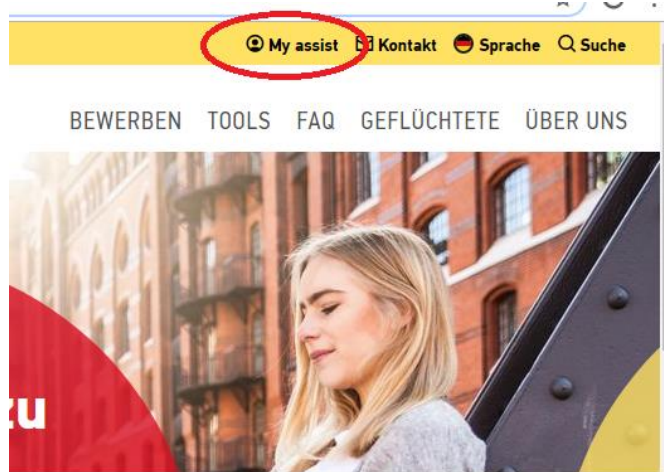 My assist Kontakt Sprache Suche
BEWERBEN TOOLS FAQ GEFLÜCHTETE ÜBER UNS
zu